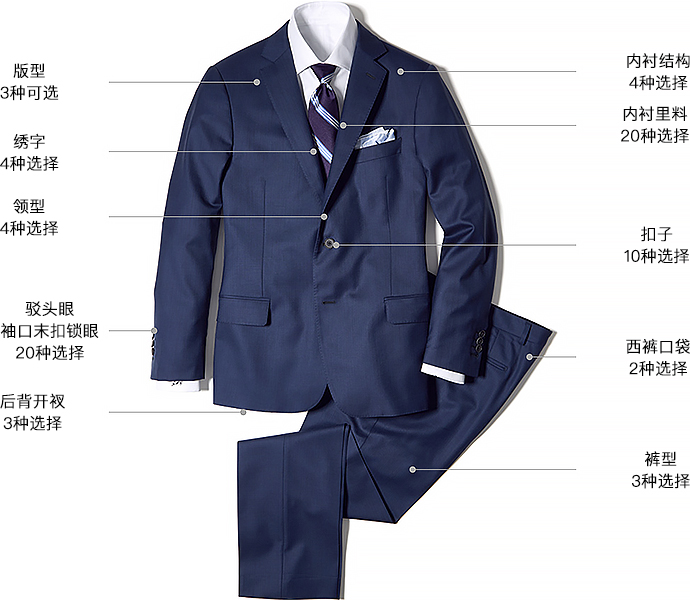 版型
3种可选
绣字
4种选择
领型
4种选择
驳头眼
袖口末扣锁眼
20种选择
后背开衩
3种选择
内衬结构
4种选择
内衬里料
20种选择
扣子
10种选择
西裤口袋
2种选择
裤型
3种选择